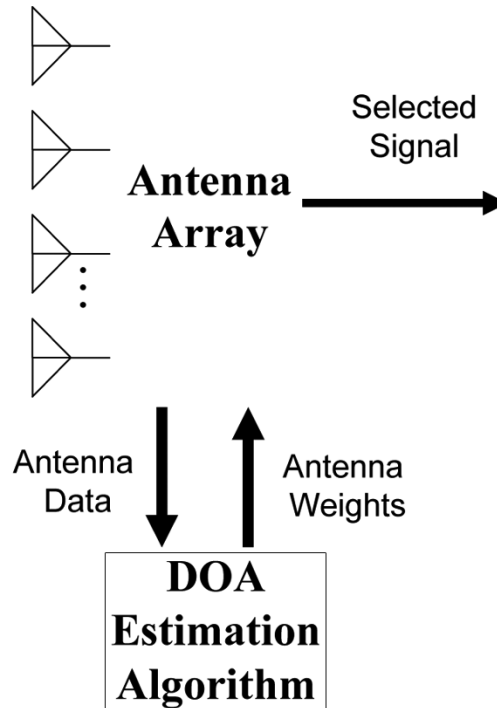 Selected
Signal
Antenna
Array
Antenna
Data
Antenna
Weights
DOA
Estimation
Algorithm